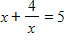 x + 4/x = 5